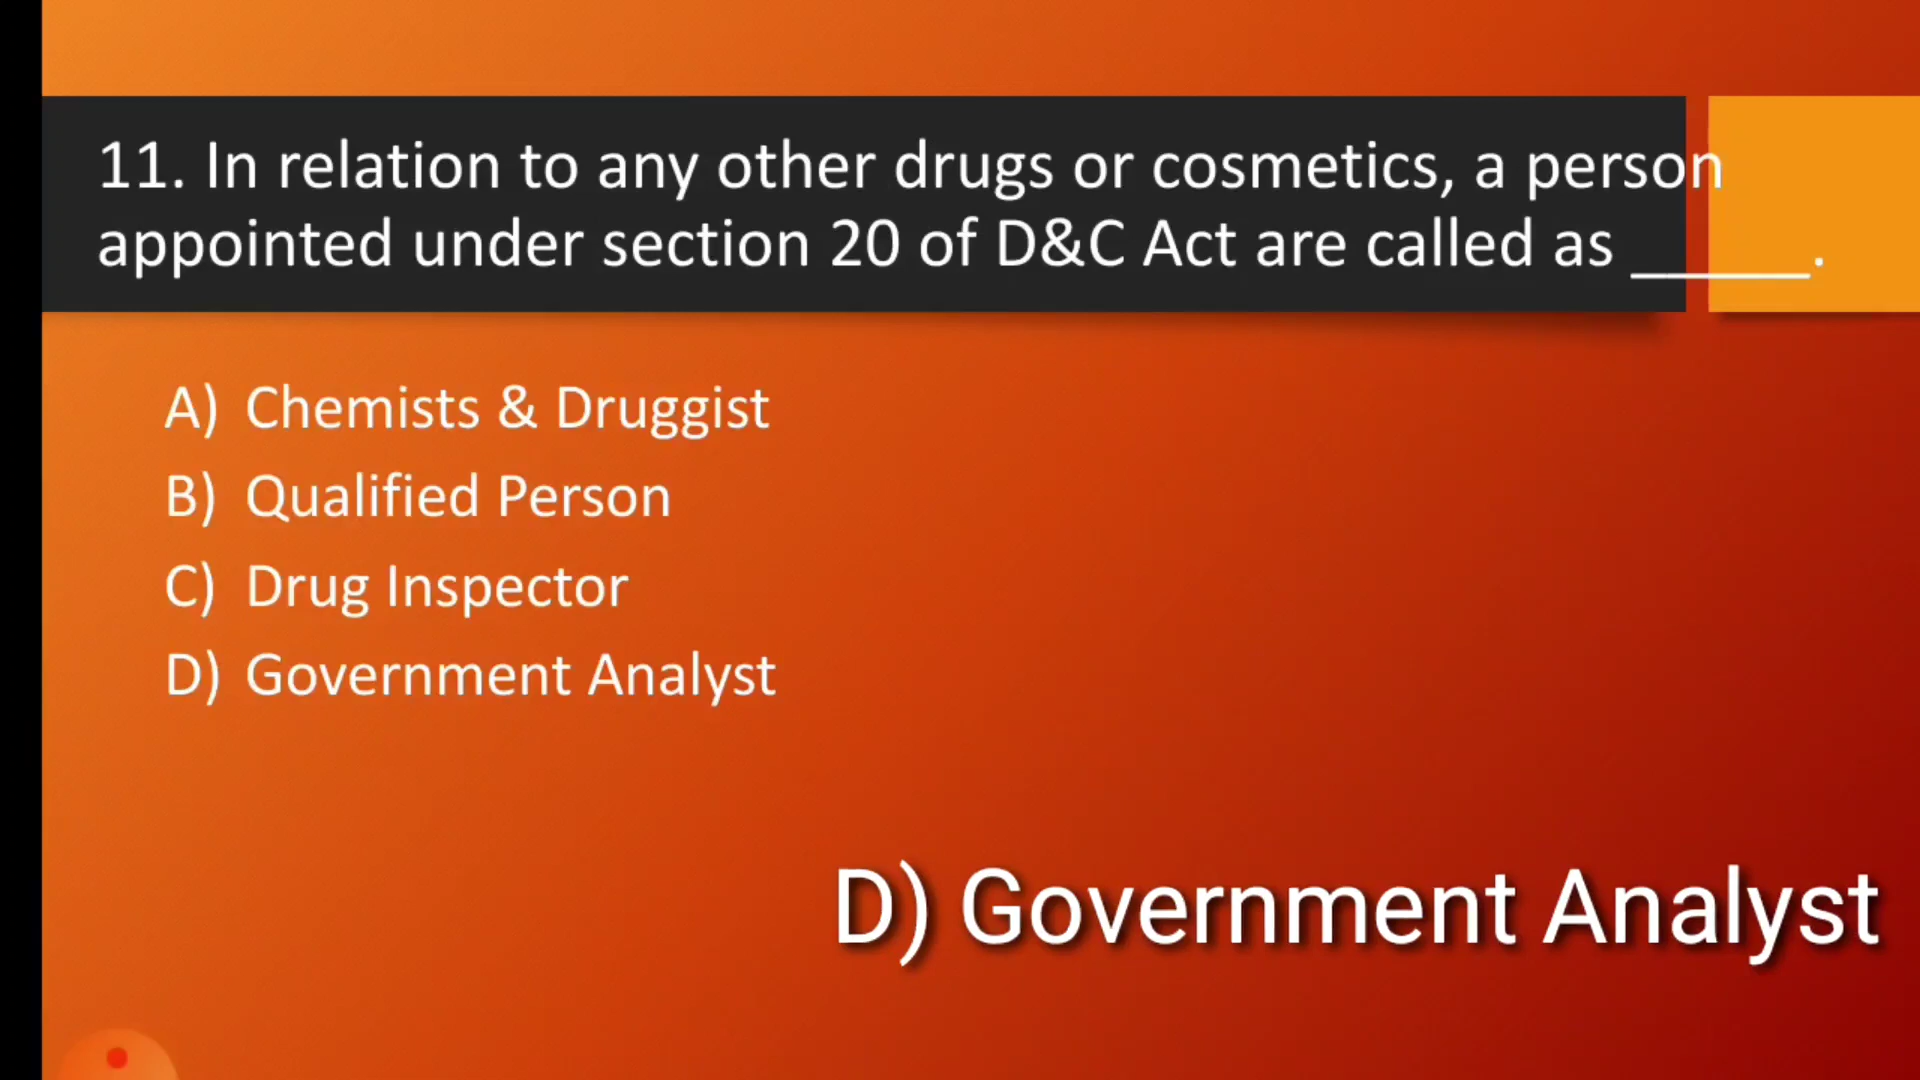 11. In relation to any other drugs or cosmetics, a person
appointed under section 20 of D&C Act are called as ______.
A) Chemists & Druggist
B) Qualified Person
C) Drug Inspector
D) Government Analyst
D) Government Analyst